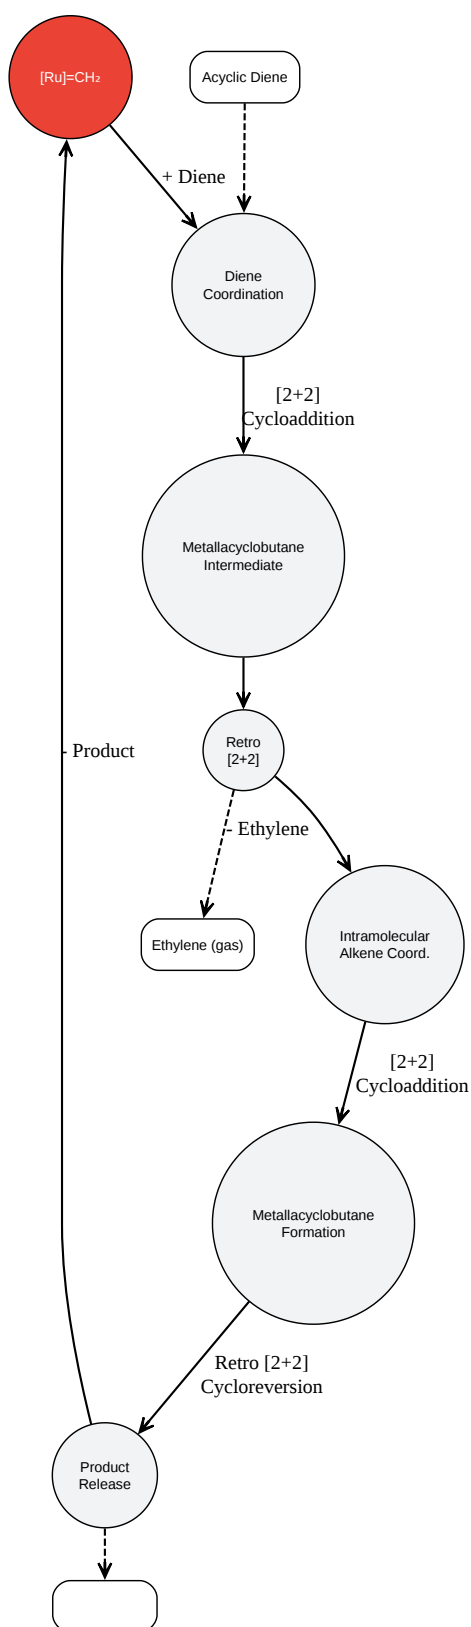 [Ru]=CH₂
Acyclic Diene
+ Diene
Diene
Coordination
[2+2]
Cycloaddition
Metallacyclobutane
Intermediate
Retro
[2+2]
- Product
- Ethylene
Ethylene (gas)
Intramolecular
Alkene Coord.
[2+2]
Cycloaddition
Metallacyclobutane
Formation
Retro [2+2]
Cycloreversion
Product
Release